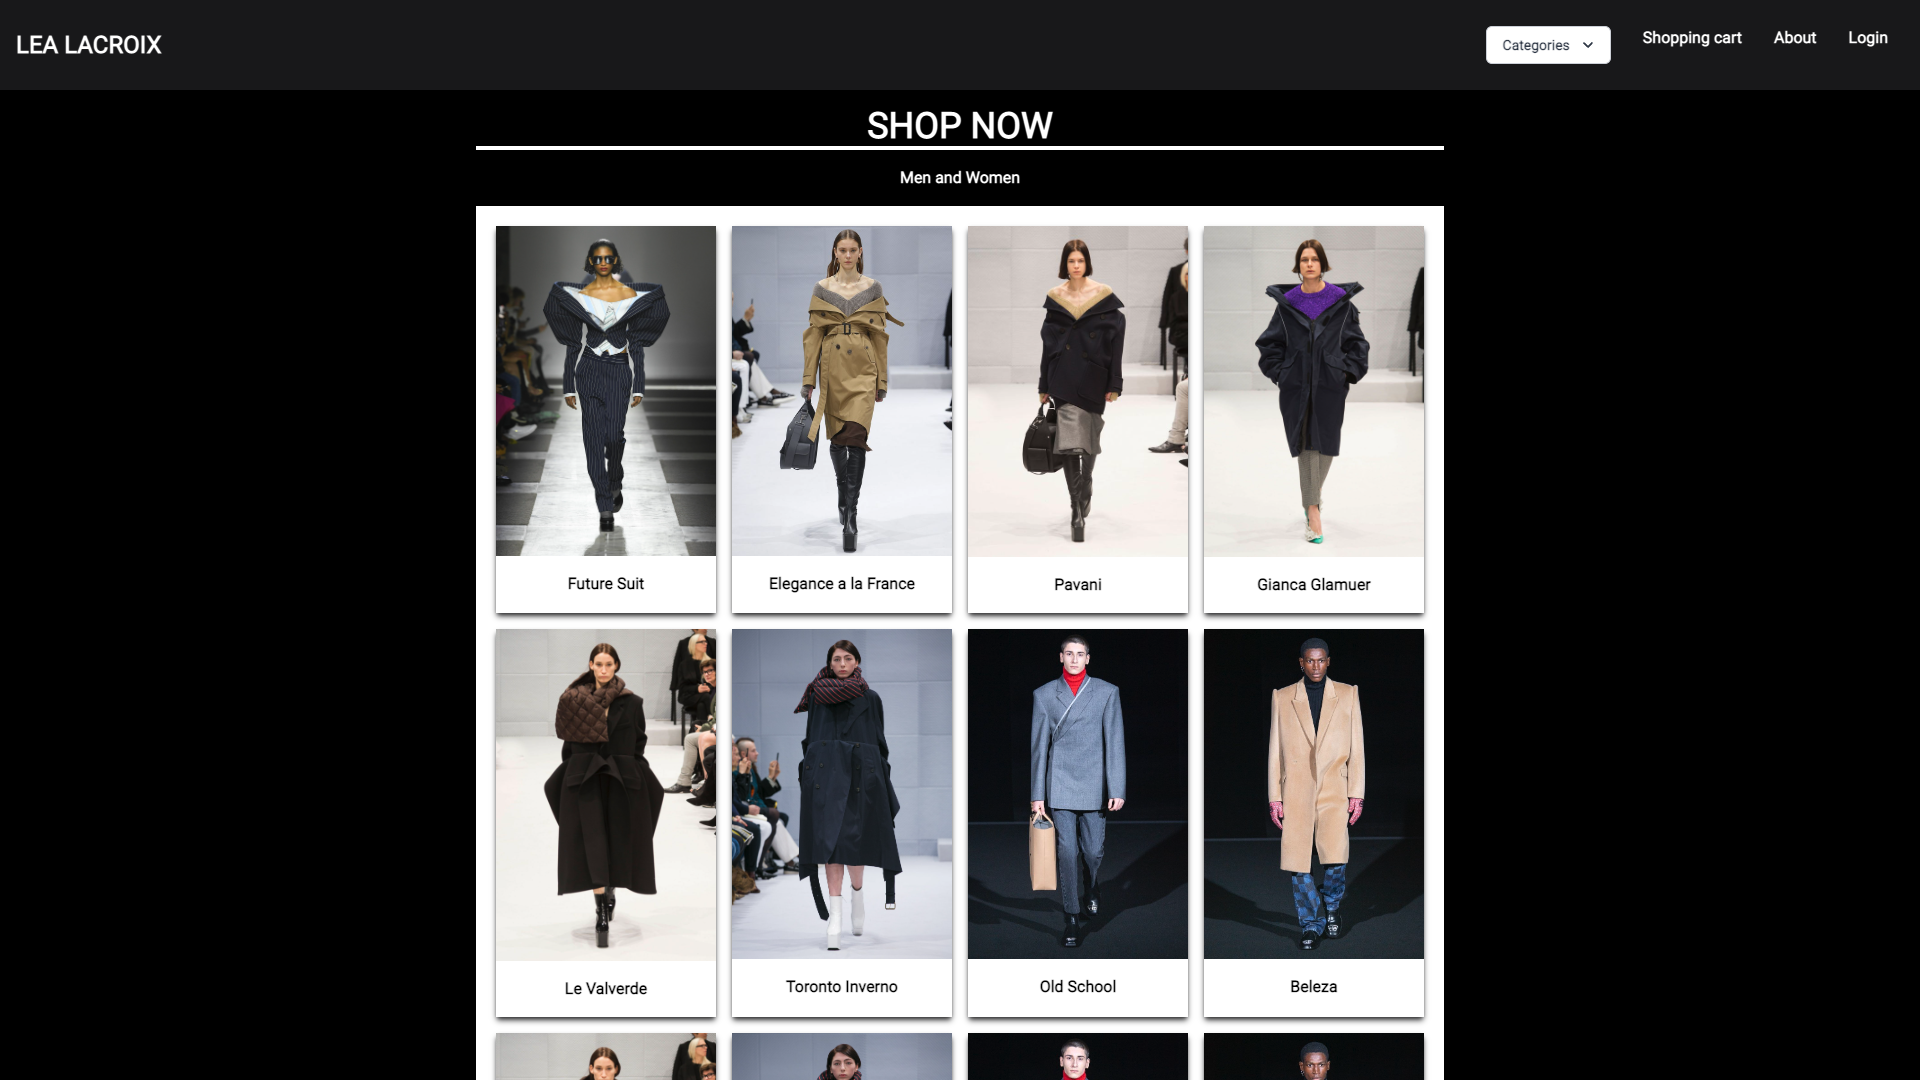 LEA LACROIX
Categories
Shopping cart
About
Login
SHOP NOW
Men and Women
Future Suit
Elegance a la France
Pavani
Gianca Glamuer
Le Valverde
Toronto Inverno
Old School
Beleza